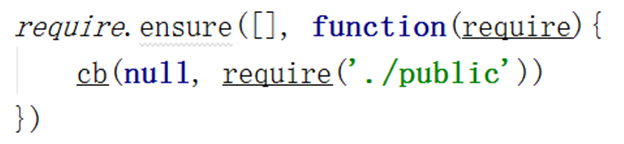 require.ensure([], function(require){
cb(null, require('./public'))
})